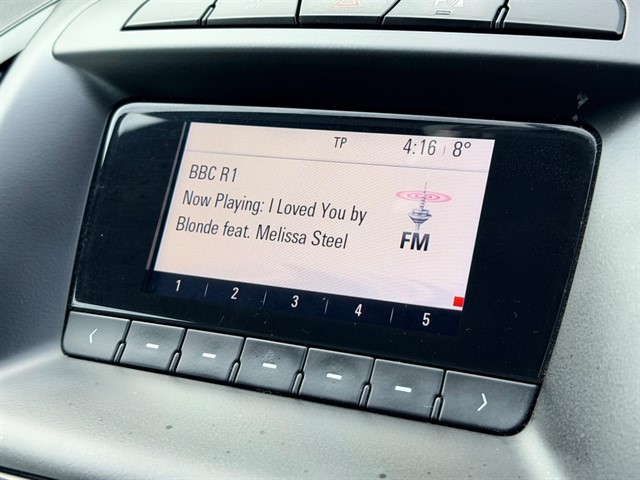 TP 4:16 8°
BBC R1
Now Playing: I Loved You by
Blonde feat. Melissa Steel
FM
1 2 3 4 5